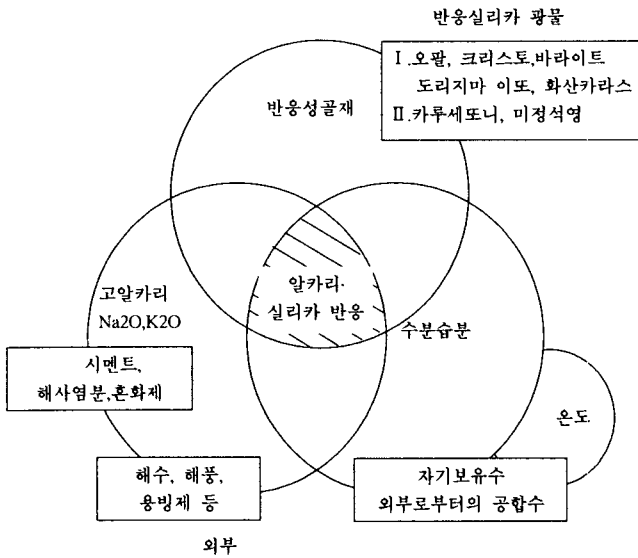 반응실리카 광물
Ⅰ.오팔, 크리스토,바라이트
도리지마 이또, 화산카라스
Ⅱ.카루세또니, 미정석영
반응성골재
알카리·
실리카 반응
고알카리
Na2O,K2O
수분습분
시멘트,
해사염분,혼화제
온도
해수, 해풍,
용빙제 등
자기보유수
외부로부터의 공합수
외부